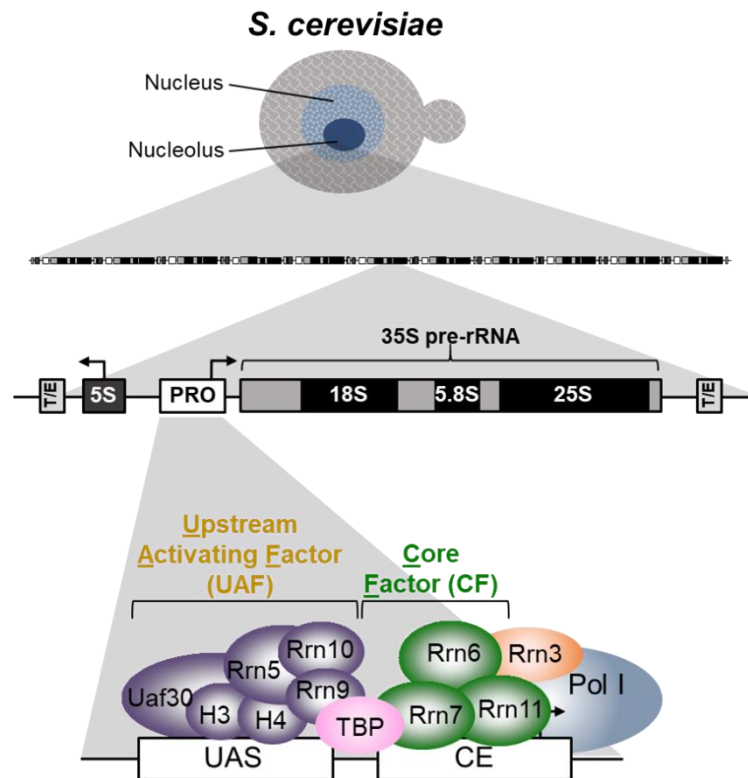 S. cerevisiae
Nucleus
Nucleolus
35S pre-rRNA
T/E
5S
PRO
18S
5.8S
25S
T/E
Upstream
Activating Factor
(UAF)
Core
Factor (CF)
Uaf30
H3
Rrn5
H4
Rrn10
Rrn9
TBP
Rrn6
Rrn7
Rrn11
Rrn3
Pol I
UAS
CE